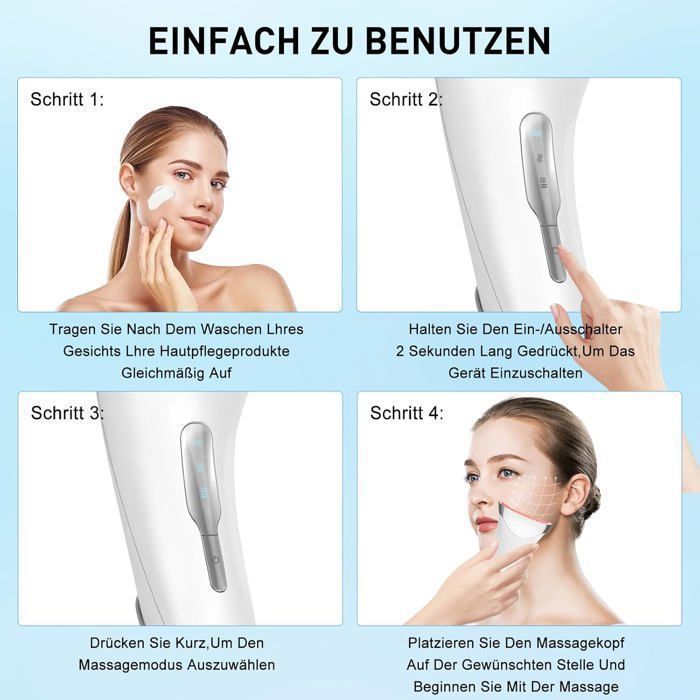 EINFACH ZU BENUTZEN
Schritt 1:
Tragen Sie Nach Dem Waschen Lhres
Gesichts Lhre Hautpflegeprodukte
Gleichmäßig Auf
Schritt 2:
Halten Sie Den Ein-/Ausschalter
2 Sekunden Lang Gedrückt,Um Das
Gerät Einzuschalten
Schritt 3:
Drücken Sie Kurz,Um Den
Massagemodus Auszuwählen
Schritt 4:
Platzieren Sie Den Massagekopf
Auf Der Gewünschten Stelle Und
Beginnen Sie Mit Der Massage